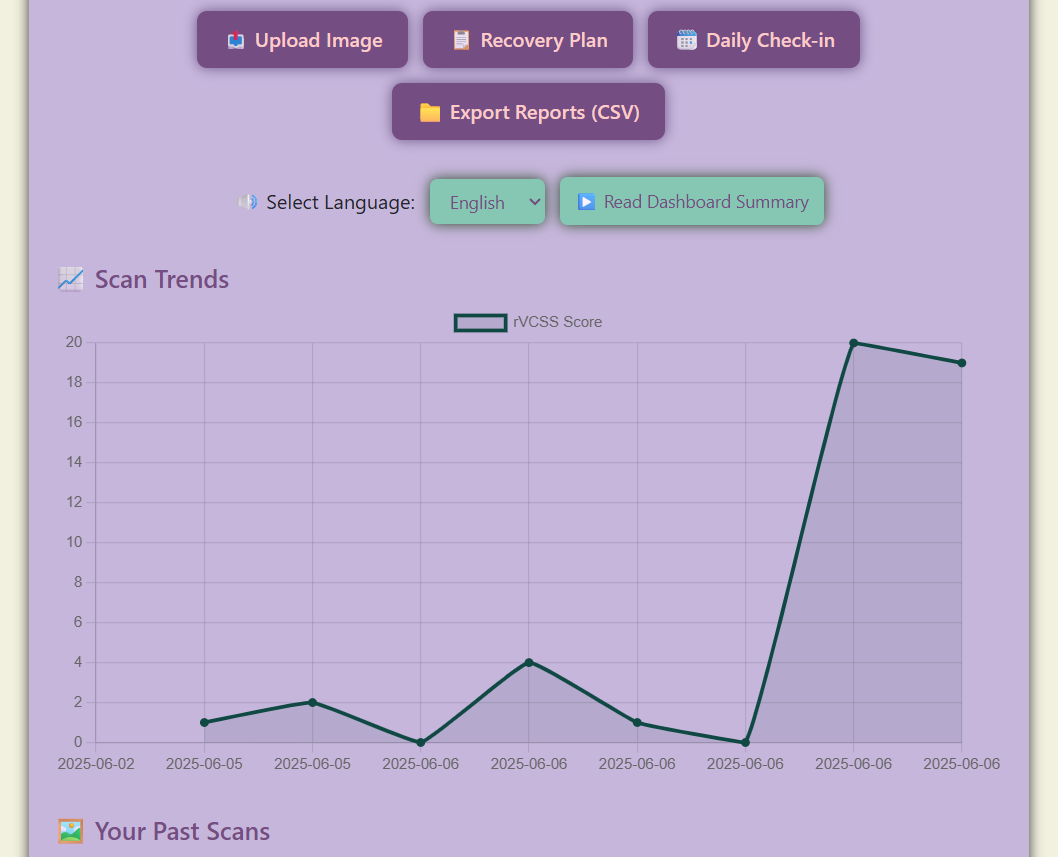 Upload Image
Recovery Plan
Daily Check-in
Export Reports (CSV)
Select Language:
English
Read Dashboard Summary
Scan Trends
rVCSS Score
20
18
16
14
12
10
8
6
4
2
0
2025-06-02 2025-06-05 2025-06-05 2025-06-06 2025-06-06 2025-06-06 2025-06-06 2025-06-06 2025-06-06
Your Past Scans